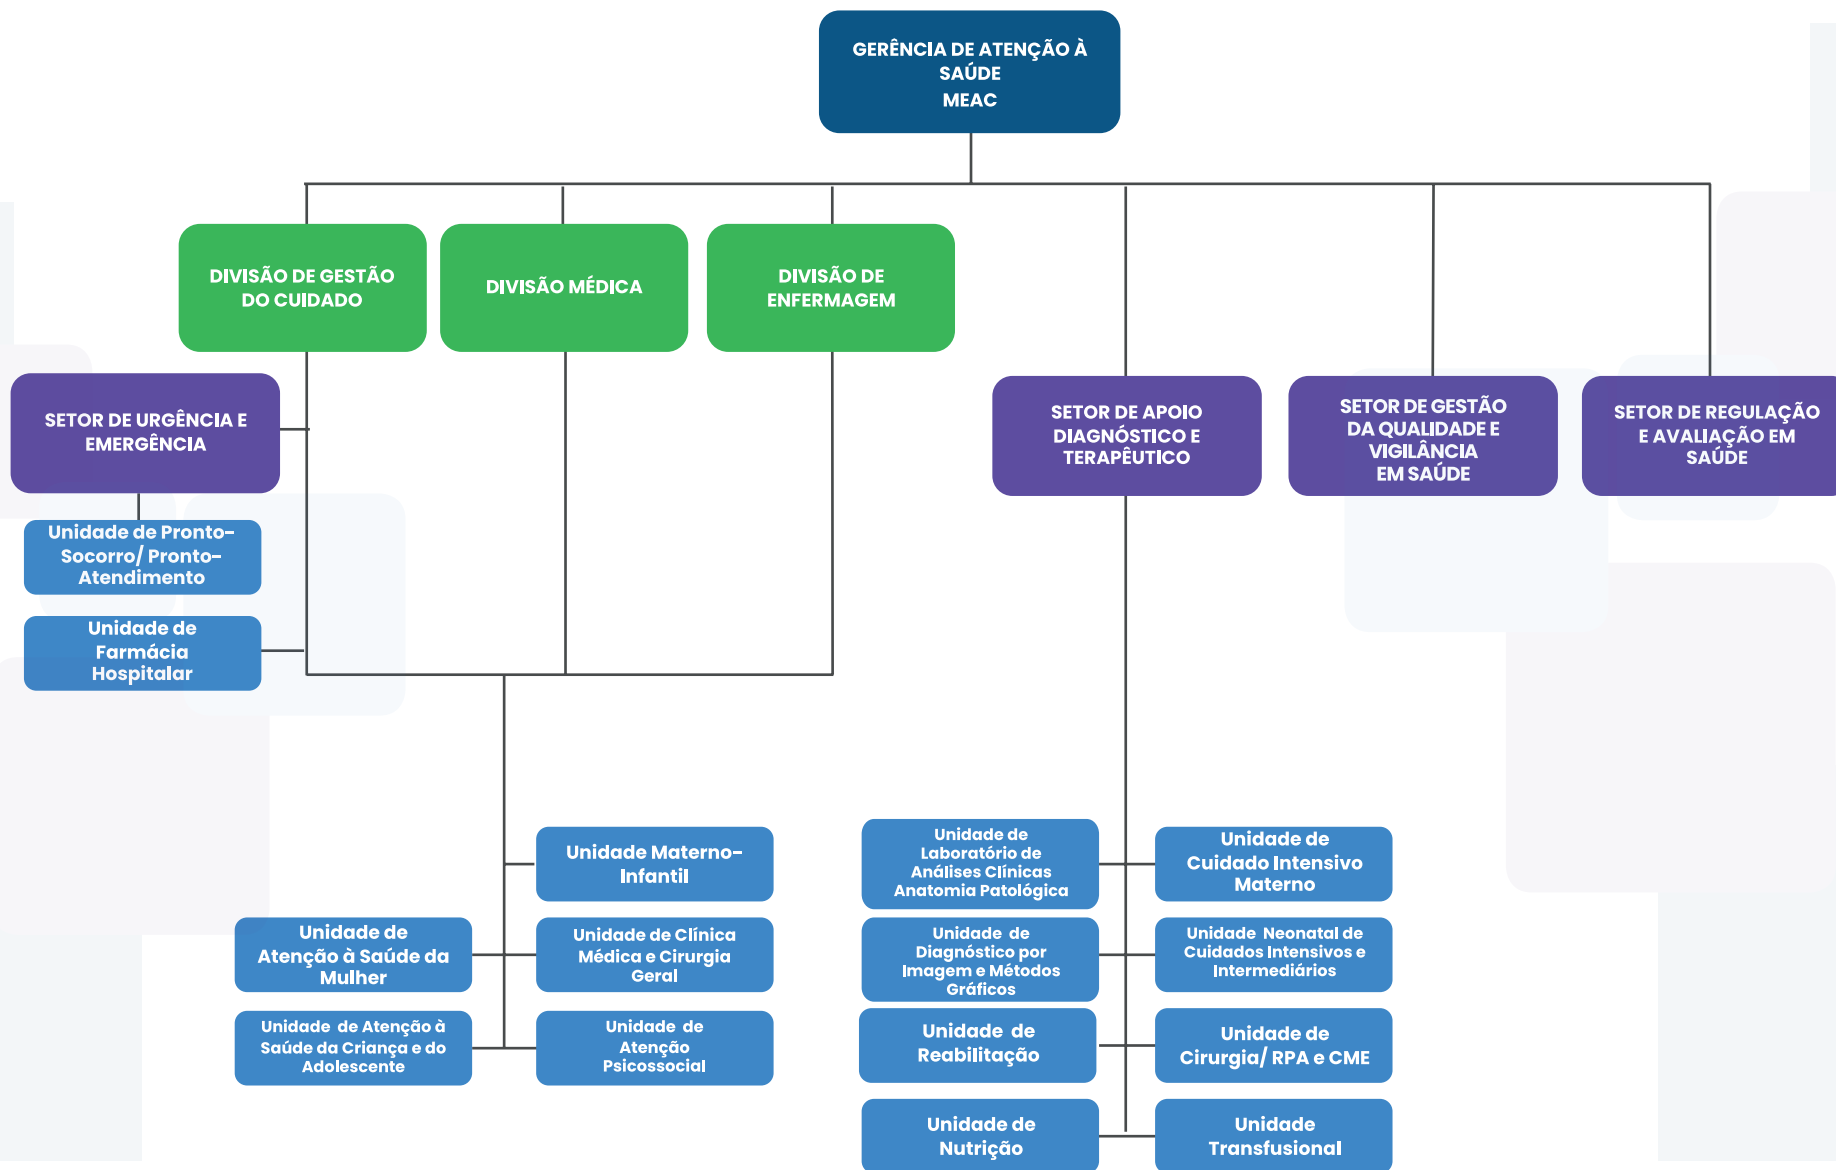 GERÊNCIA DE ATENÇÃO À
SAÚDE
MEAC
DIVISÃO DE GESTÃO
DO CUIDADO
DIVISÃO MÉDICA
DIVISÃO DE
ENFERMAGEM
SETOR DE URGÊNCIA E
EMERGÊNCIA
SETOR DE APOIO
DIAGNÓSTICO E
TERAPÊUTICO
SETOR DE GESTÃO
DA QUALIDADE E
VIGILÂNCIA
EM SAÚDE
SETOR DE REGULAÇÃO
E AVALIAÇÃO EM
SAÚDE
Unidade de Pronto-
Socorro/ Pronto-
Atendimento
Unidade de
Farmácia
Hospitalar
Unidade Materno-
Infantil
Unidade de
Atenção à Saúde da
Mulher
Unidade de Clínica
Médica e Cirurgia
Geral
Unidade de Atenção à
Saúde da Criança e do
Adolescente
Unidade de
Atenção
Psicossocial
Unidade de
Laboratório de
Análises Clínicas
Anatomia Patológica
Unidade de
Cuidado Intensivo
Materno
Unidade de
Diagnóstico por
Imagem e Métodos
Gráficos
Unidade Neonatal de
Cuidados Intensivos e
Intermediários
Unidade de
Reabilitação
Unidade de
Cirurgia/ RPA e CME
Unidade de
Nutrição
Unidade
Transfusional